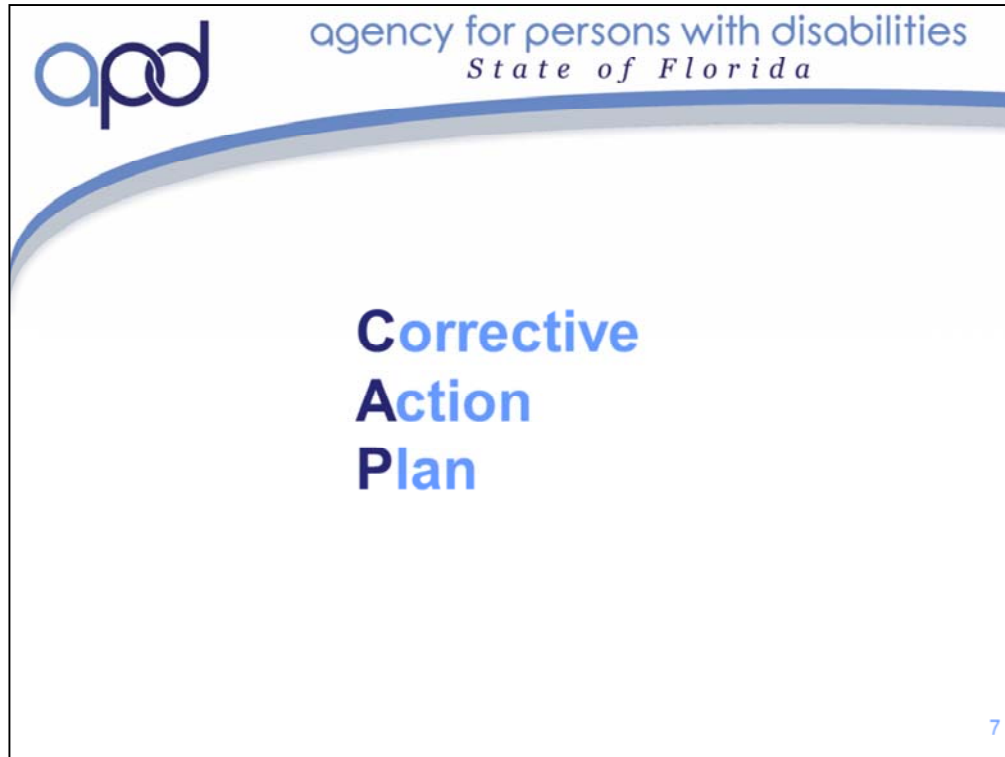 apd
agency for persons with disabilities
State of Florida
Corrective
Action
Plan
7